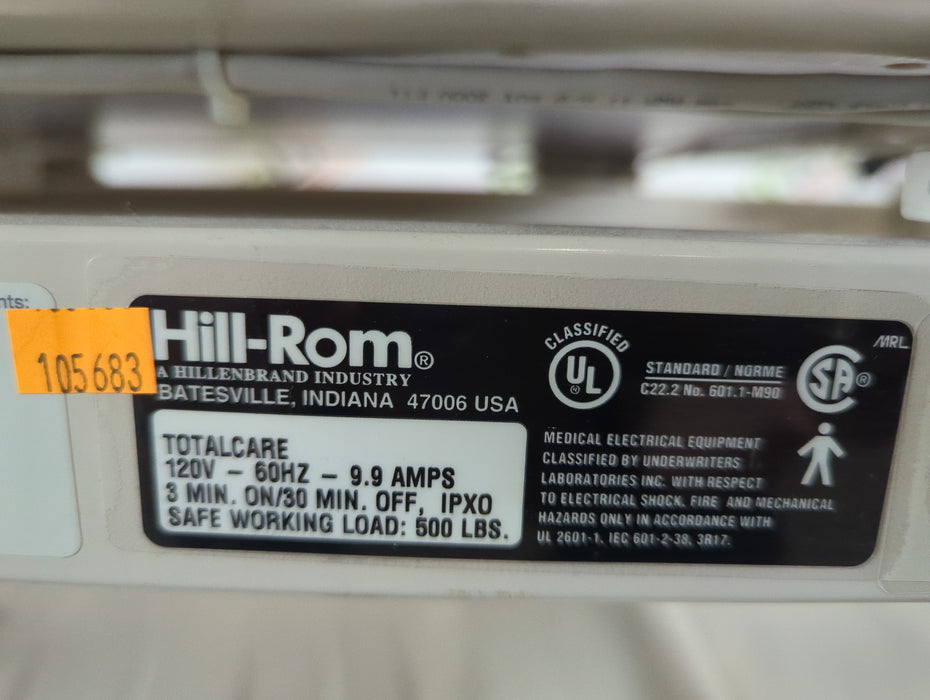 nts:
105683
Hill-Rom®
A HILLENBRAND INDUSTRY
BATESVILLE, INDIANA 47006 USA
TOTALCARE
120V – 60HZ – 9.9 AMPS
3 MIN. ON/30 MIN. OFF, IPXO
SAFE WORKING LOAD: 500 LBS.
CLASSIFIED
UL®
STANDARD / NORME
C22.2 No. 601.1-M90
SA®
MRL
MEDICAL ELECTRICAL EQUIPMENT
CLASSIFIED BY UNDERWRITERS
LABORATORIES INC. WITH RESPECT
TO ELECTRICAL SHOCK, FIRE AND MECHANICAL
HAZARDS ONLY IN ACCORDANCE WITH
UL 2601-1, IEC 601-2-38, 3R17.